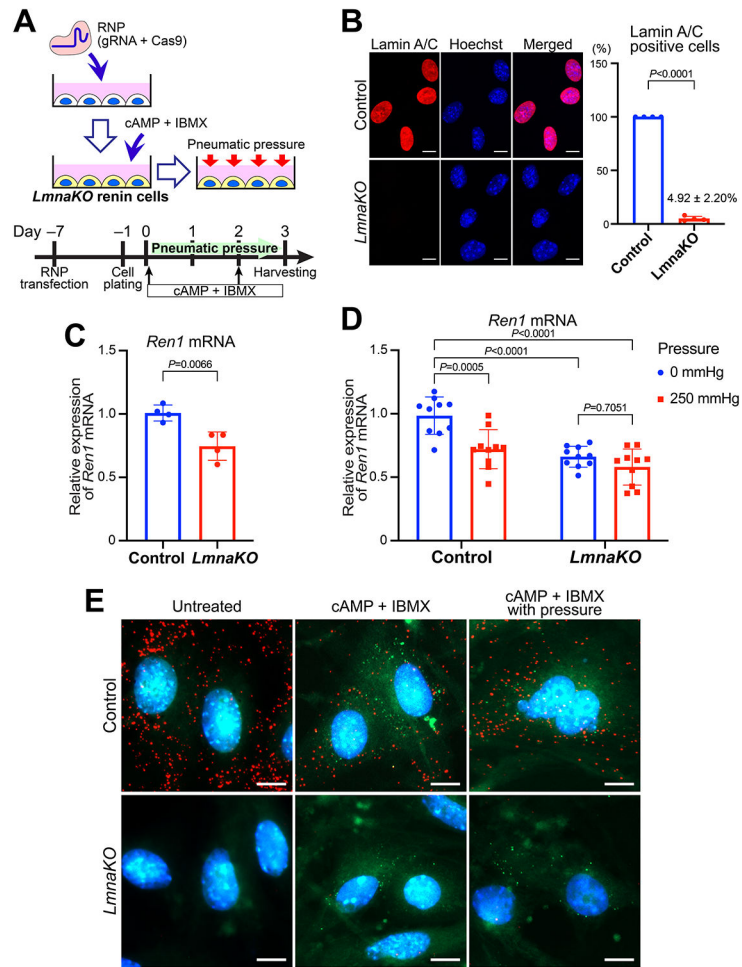 A
RNP
(gRNA + Cas9)
cAMP + IBMX
Pneumatic pressure
LmnaKO renin cells
Day –7 –1 0 1 2 3
Pneumatic pressure
RNP
transfection
Cell
plating
Harvesting
cAMP + IBMX
B
Lamin A/C Hoechst Merged
Control
LmnaKO
Lamin A/C
positive cells
(%)
P<0.0001
150
100
50
0
4.92 ± 2.20%
Control
LmnaKO
C
Ren1 mRNA
P=0.0066
Relative expression
of Ren1 mRNA
1.5
1.0
0.5
0
Control LmnaKO
D
Ren1 mRNA
P<0.0001
P<0.0001
P=0.0005
P=0.7051
Relative expression
of Ren1 mRNA
1.5
1.0
0.5
0
Control LmnaKO
Pressure
0 mmHg
250 mmHg
E
Untreated
cAMP + IBMX
cAMP + IBMX
with pressure
Control
LmnaKO